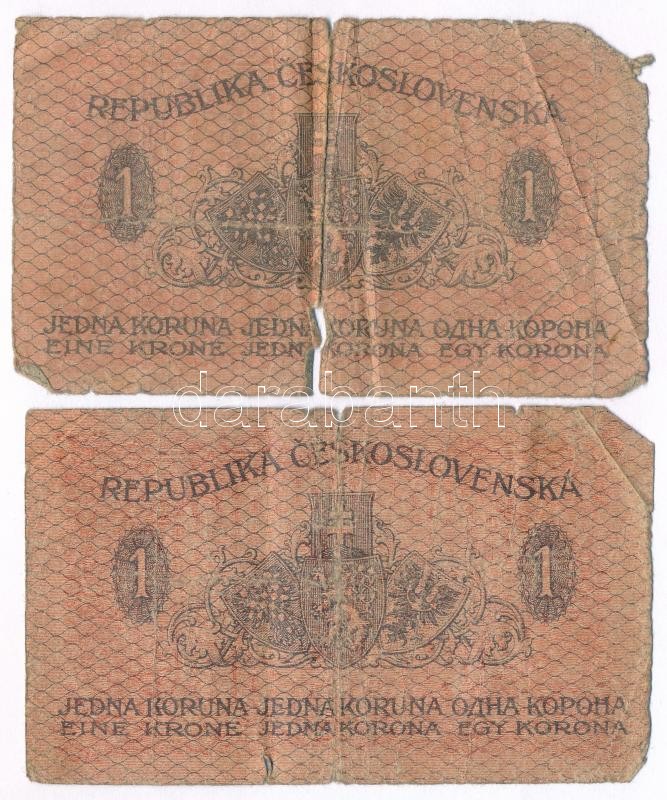 REPUBLIKA ČESKOSLOVENSKÁ
1 1
JEDNA KORUNA JEDNA KORUNA ОДНА КОРОНА
EINE KRONE JEDNA KORONA EGY KORONA
darabanth
REPUBLIKA ČESKOSLOVENSKÁ
1 1
JEDNA KORUNA JEDNA KORUNA ОДНА КОРОНА
EINE KRONE JEDNA KORONA EGY KORONA